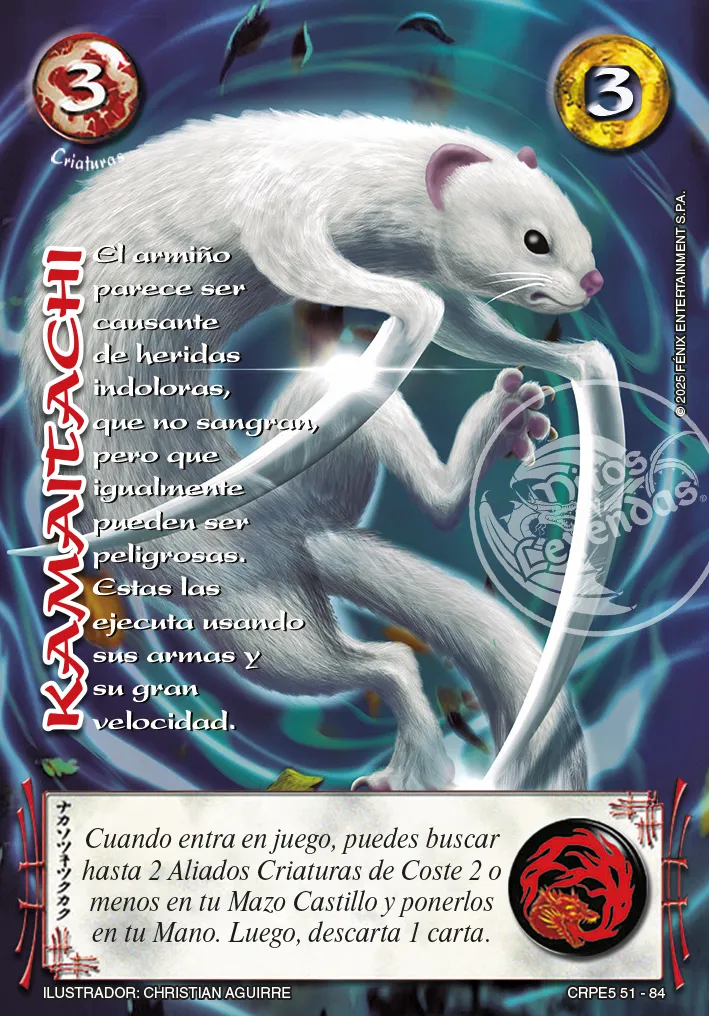 3
3
Criaturas
© 2025 FÉNIX ENTERTAINMENT S.P.A.
KAMAITACHI
El armiño
parece ser
causante
de heridas
indoloras,
que no sangran,
pero que
igualmente
pueden ser
peligrosas.
Estas las
ejecuta usando
sus armas y
su gran
velocidad.
Mitos
y
Leyendas®
ナカソツネツクカク
Cuando entra en juego, puedes buscar
hasta 2 Aliados Criaturas de Coste 2 o
menos en tu Mazo Castillo y ponerlos
en tu Mano. Luego, descarta 1 carta.
ILUSTRADOR: CHRISTIAN AGUIRRE
CRPE5 51 - 84